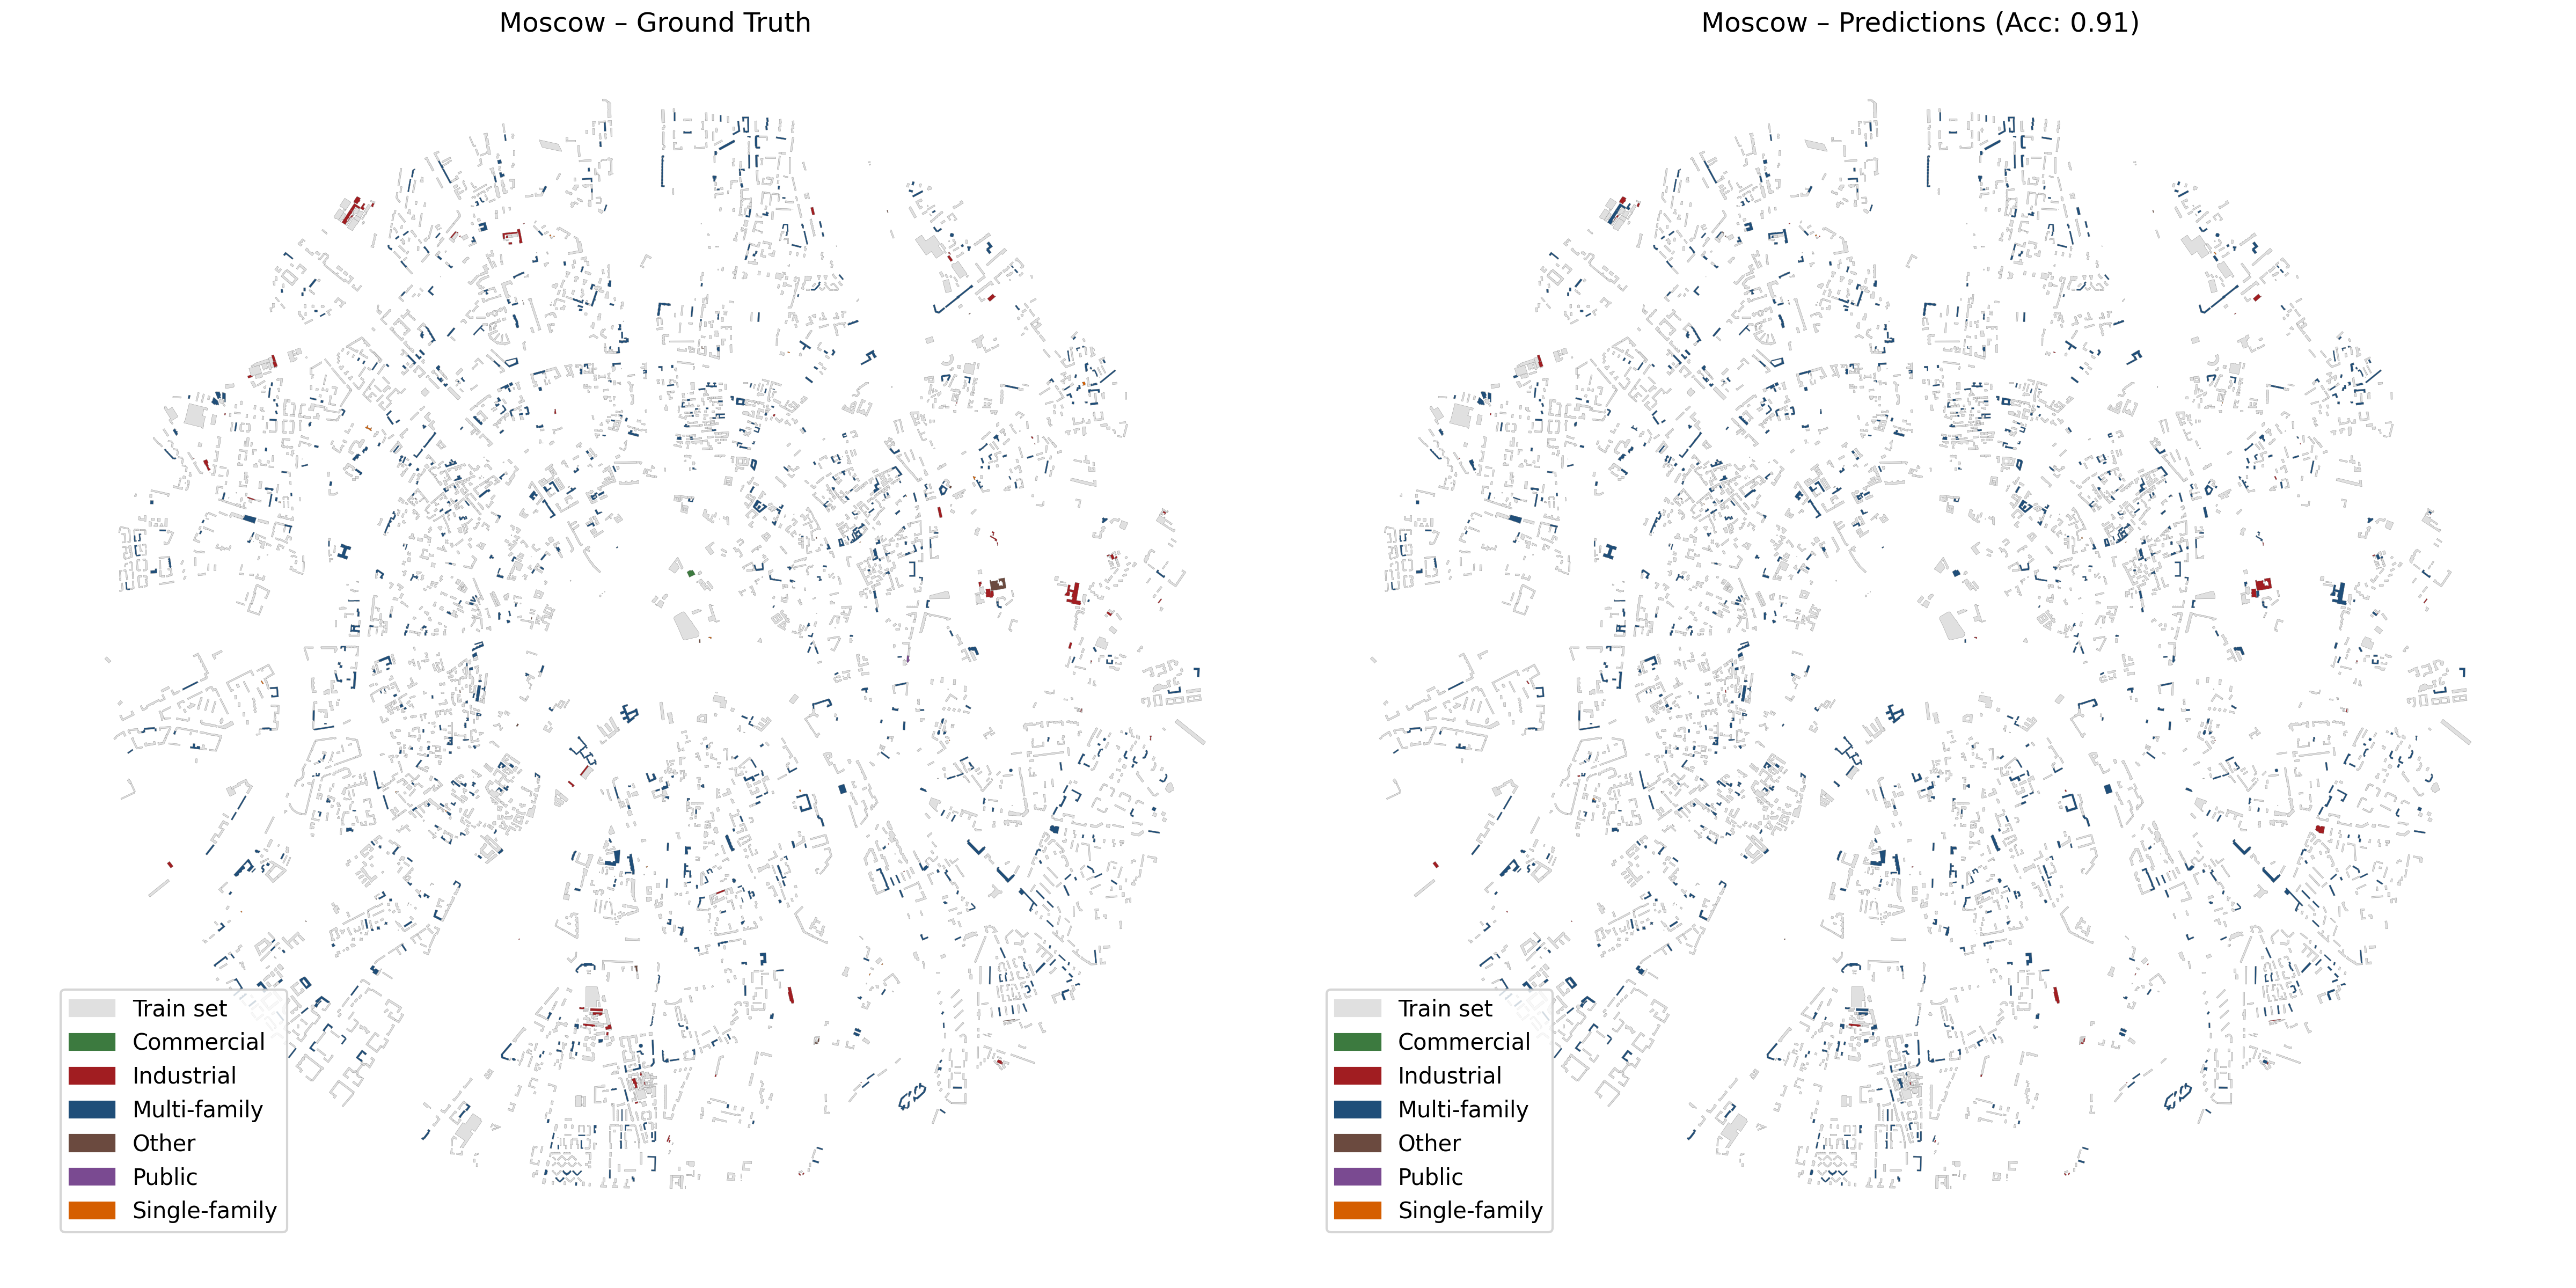 Moscow – Ground Truth
Train set
Commercial
Industrial
Multi-family
Other
Public
Single-family
Moscow – Predictions (Acc: 0.91)
Train set
Commercial
Industrial
Multi-family
Other
Public
Single-family